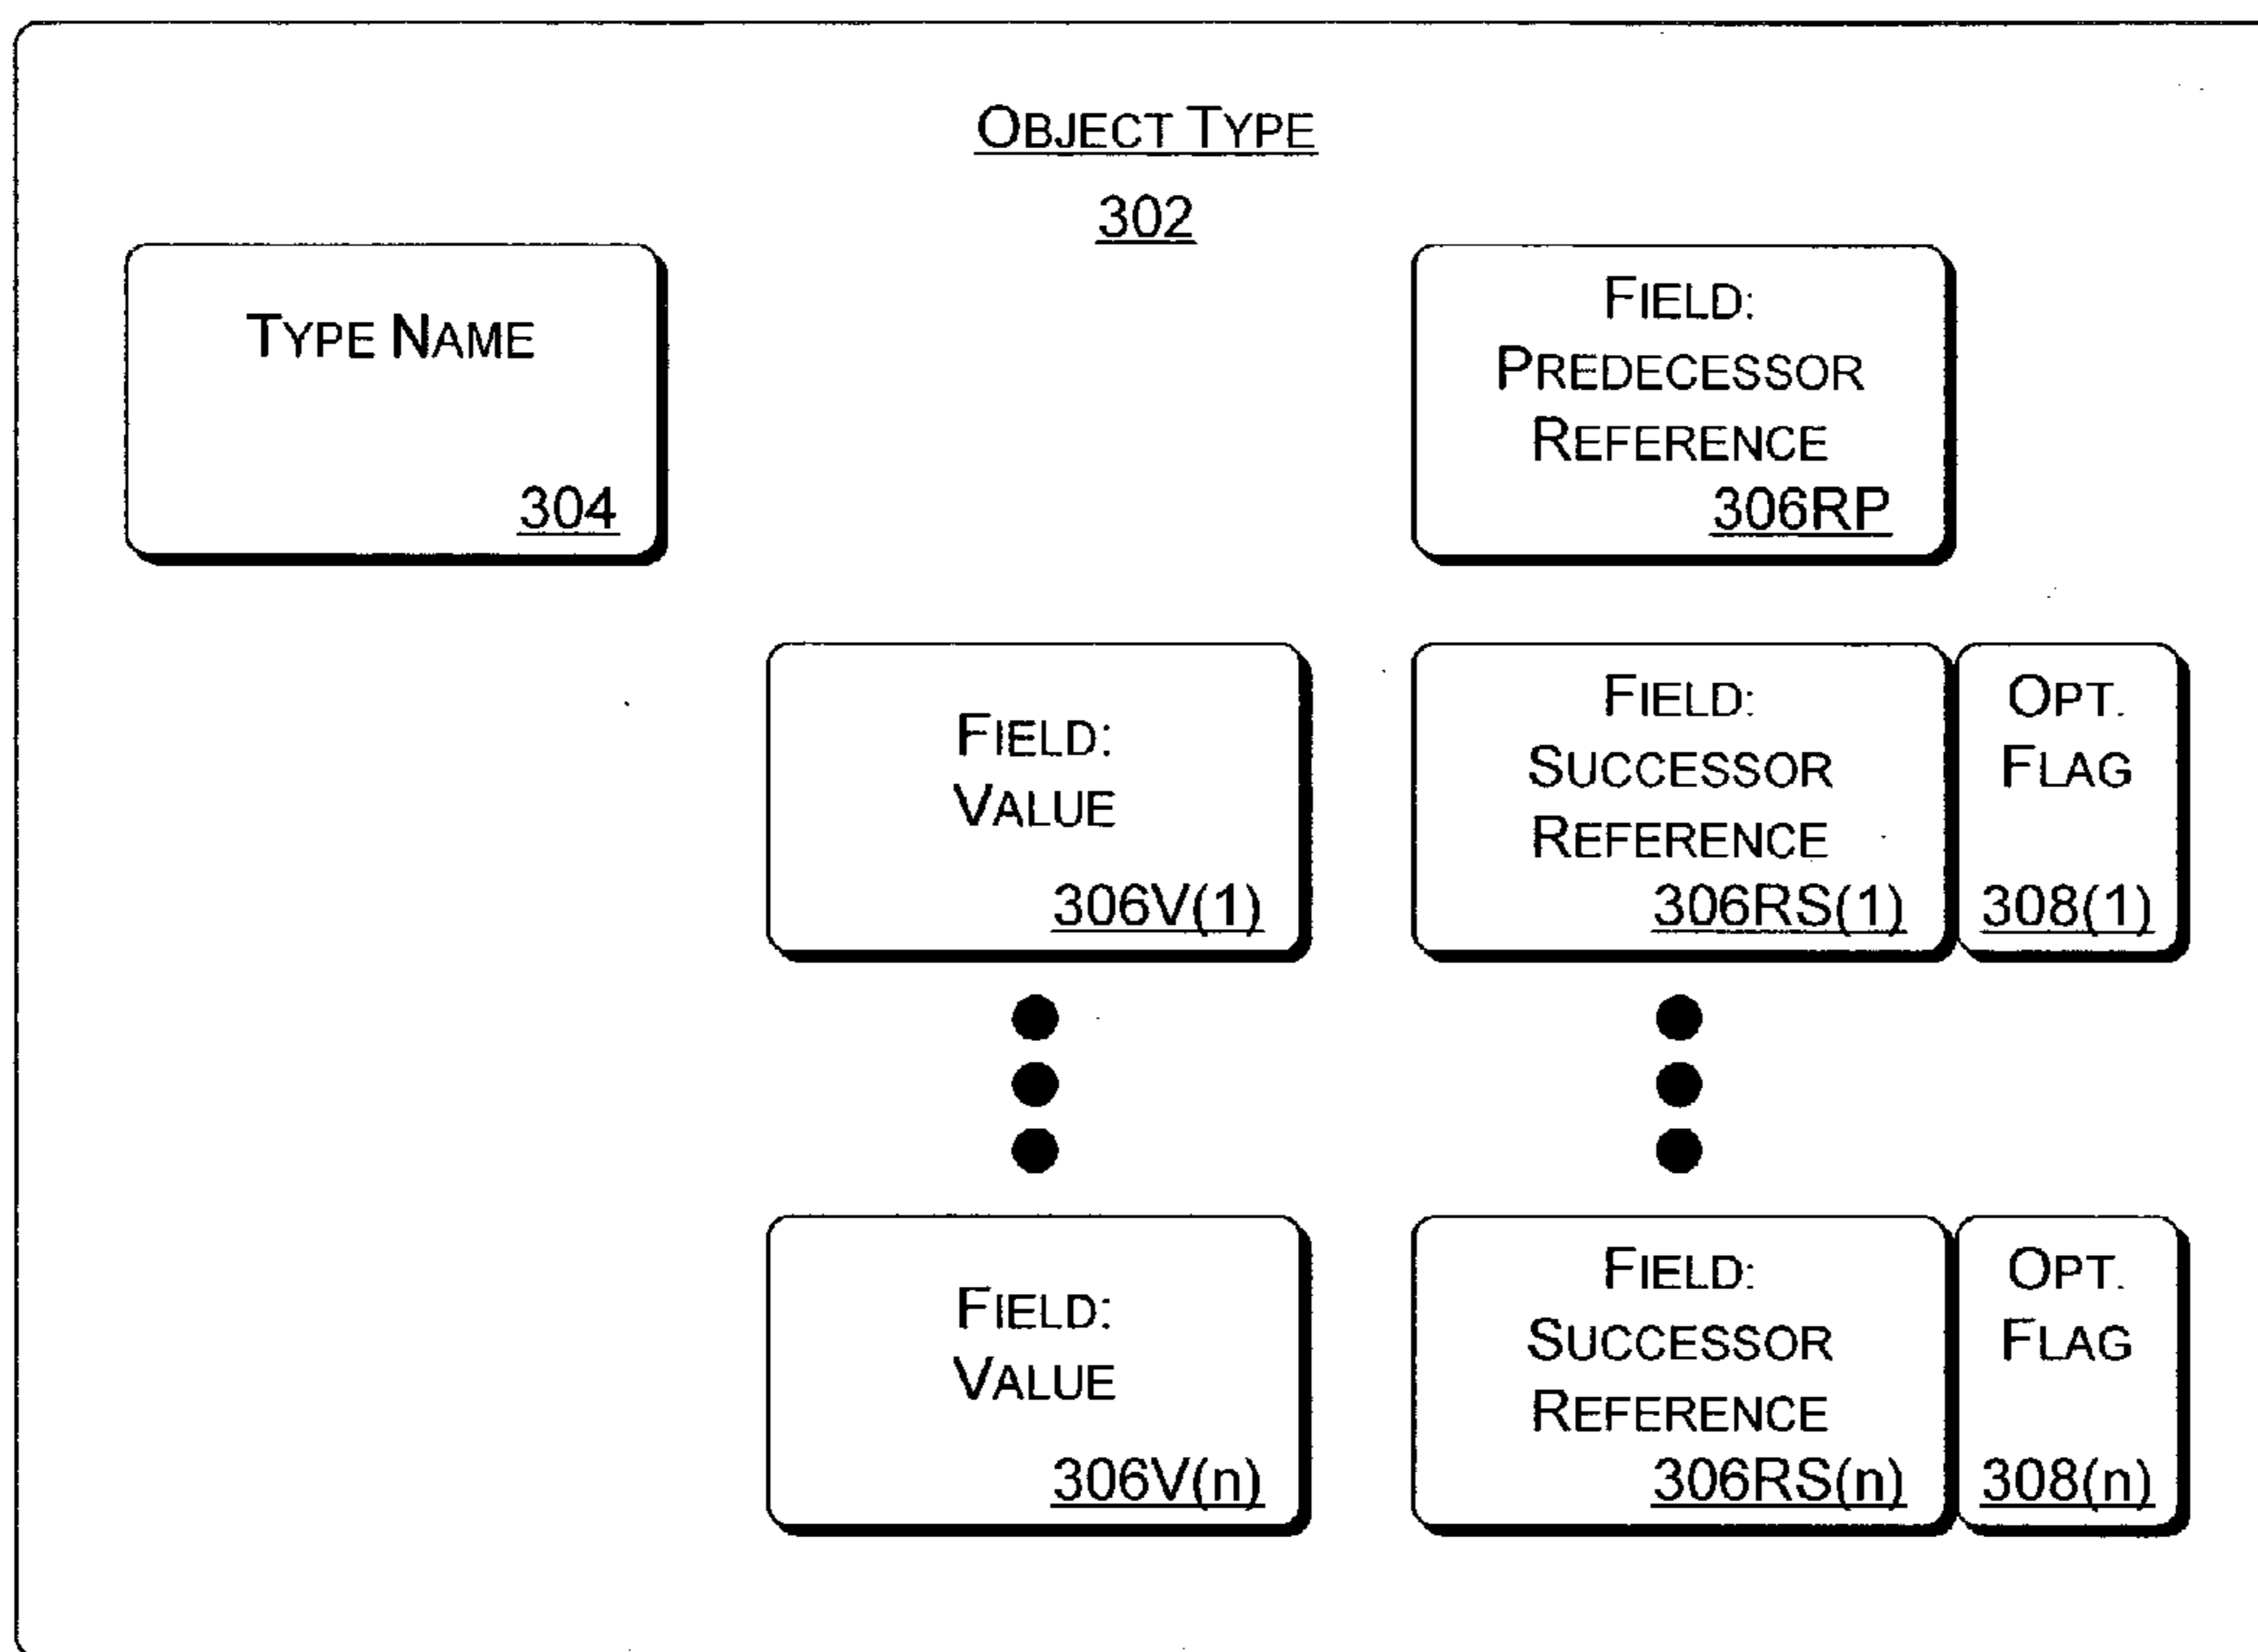 OBJECT TYPE
302
TYPE NAME
304
FIELD:
PREDECESSOR
REFERENCE
306RP
FIELD:
VALUE
306V(1)
FIELD:
SUCCESSOR
REFERENCE
306RS(1)
OPT.
FLAG
308(1)
FIELD:
VALUE
306V(n)
FIELD:
SUCCESSOR
REFERENCE
306RS(n)
OPT.
FLAG
308(n)